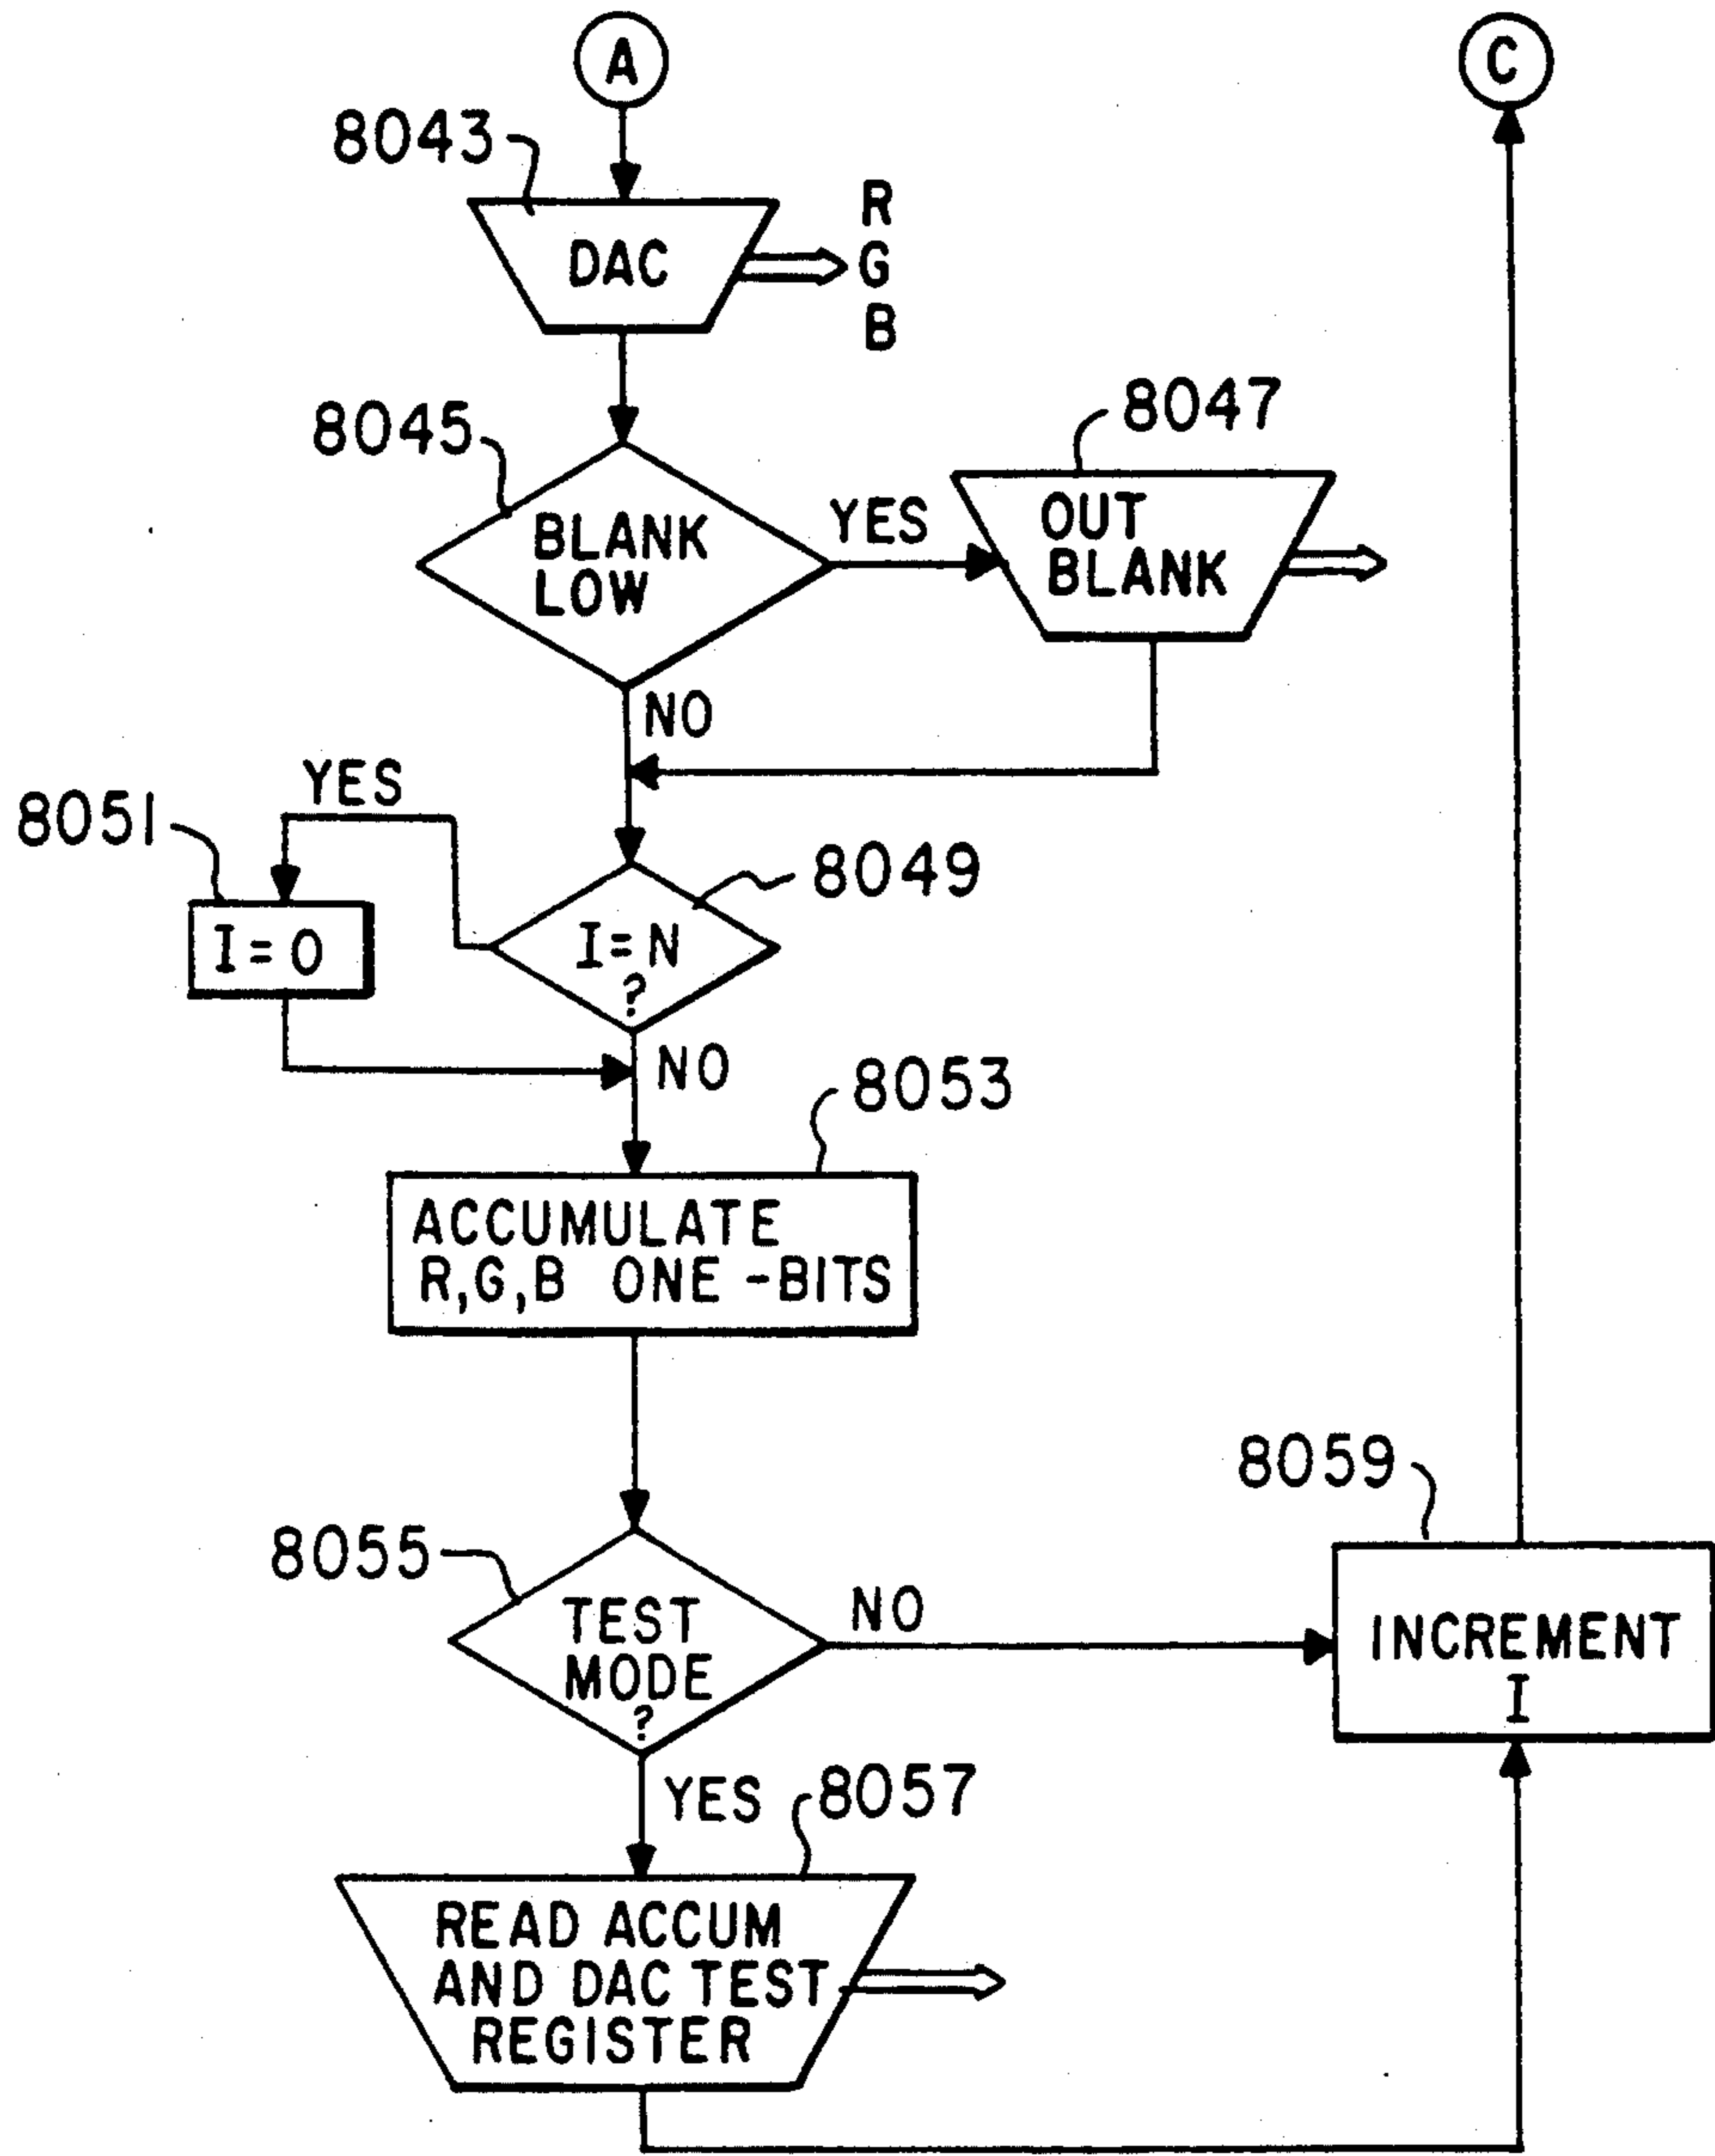 A
C
8043
DAC
R
G
B
8045
BLANK
LOW
YES
8047
OUT
BLANK
NO
YES
8051
I=0
8049
I=N
?
NO
8053
ACCUMULATE
R,G,B ONE-BITS
8055
TEST
MODE
?
NO
8059
INCREMENT
I
YES
8057
READ ACCUM
AND DAC TEST
REGISTER